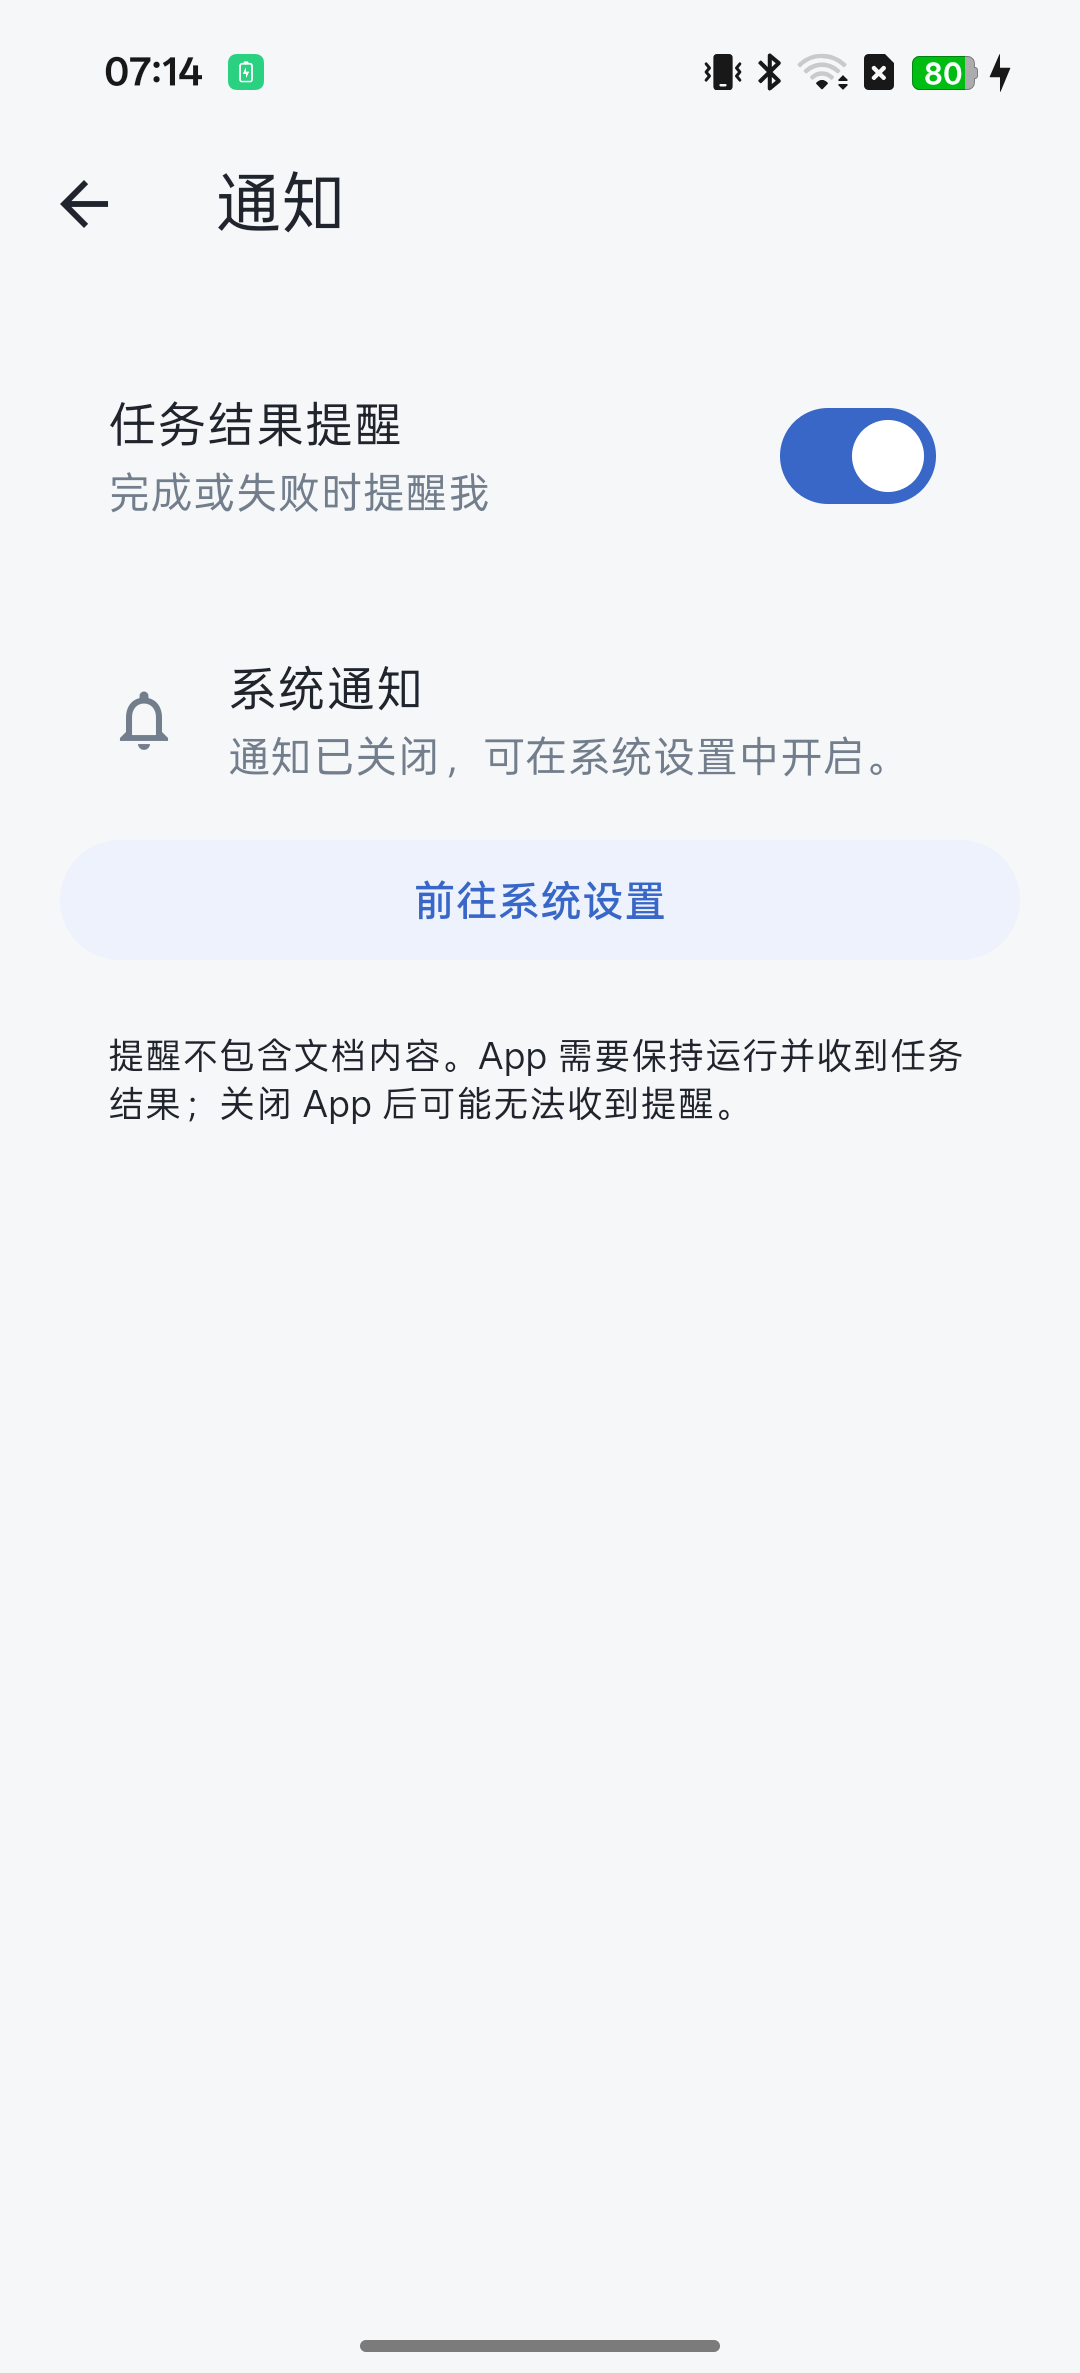 07:14
80
通知
任务结果提醒
完成或失败时提醒我
系统通知
通知已关闭，可在系统设置中开启。
前往系统设置
提醒不包含文档内容。App 需要保持运行并收到任务
结果；关闭 App 后可能无法收到提醒。